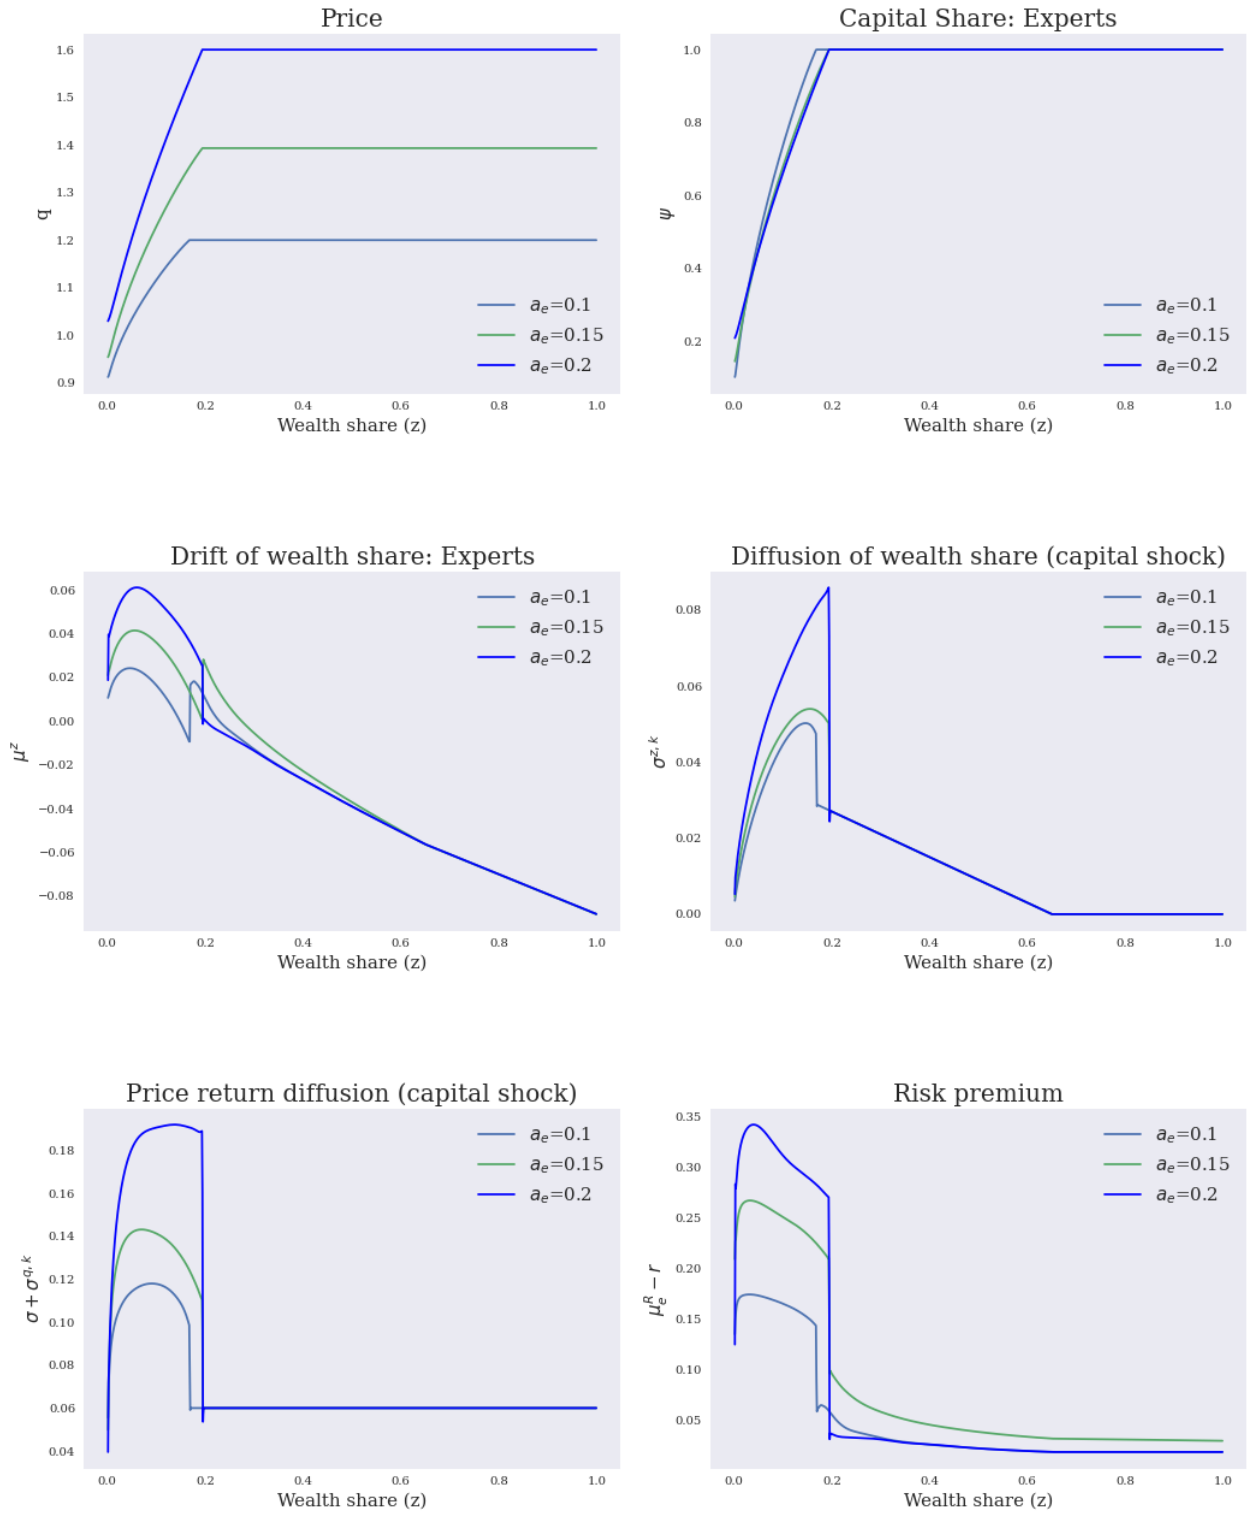 Price
1.6
1.5
1.4
1.3
1.2
1.1
1.0
0.9
q
a_e=0.1
a_e=0.15
a_e=0.2
0.0 0.2 0.4 0.6 0.8 1.0
Wealth share (z)
Capital Share: Experts
1.0
0.8
0.6
0.4
0.2
ψ
a_e=0.1
a_e=0.15
a_e=0.2
0.0 0.2 0.4 0.6 0.8 1.0
Wealth share (z)
Drift of wealth share: Experts
0.06
0.04
0.02
0.00
−0.02
−0.04
−0.06
−0.08
μ^z
a_e=0.1
a_e=0.15
a_e=0.2
0.0 0.2 0.4 0.6 0.8 1.0
Wealth share (z)
Diffusion of wealth share (capital shock)
0.08
0.06
0.04
0.02
0.00
σ^{z,k}
a_e=0.1
a_e=0.15
a_e=0.2
0.0 0.2 0.4 0.6 0.8 1.0
Wealth share (z)
Price return diffusion (capital shock)
0.18
0.16
0.14
0.12
0.10
0.08
0.06
0.04
σ + σ^{q,k}
a_e=0.1
a_e=0.15
a_e=0.2
0.0 0.2 0.4 0.6 0.8 1.0
Wealth share (z)
Risk premium
0.35
0.30
0.25
0.20
0.15
0.10
0.05
μ_e^R − r
a_e=0.1
a_e=0.15
a_e=0.2
0.0 0.2 0.4 0.6 0.8 1.0
Wealth share (z)